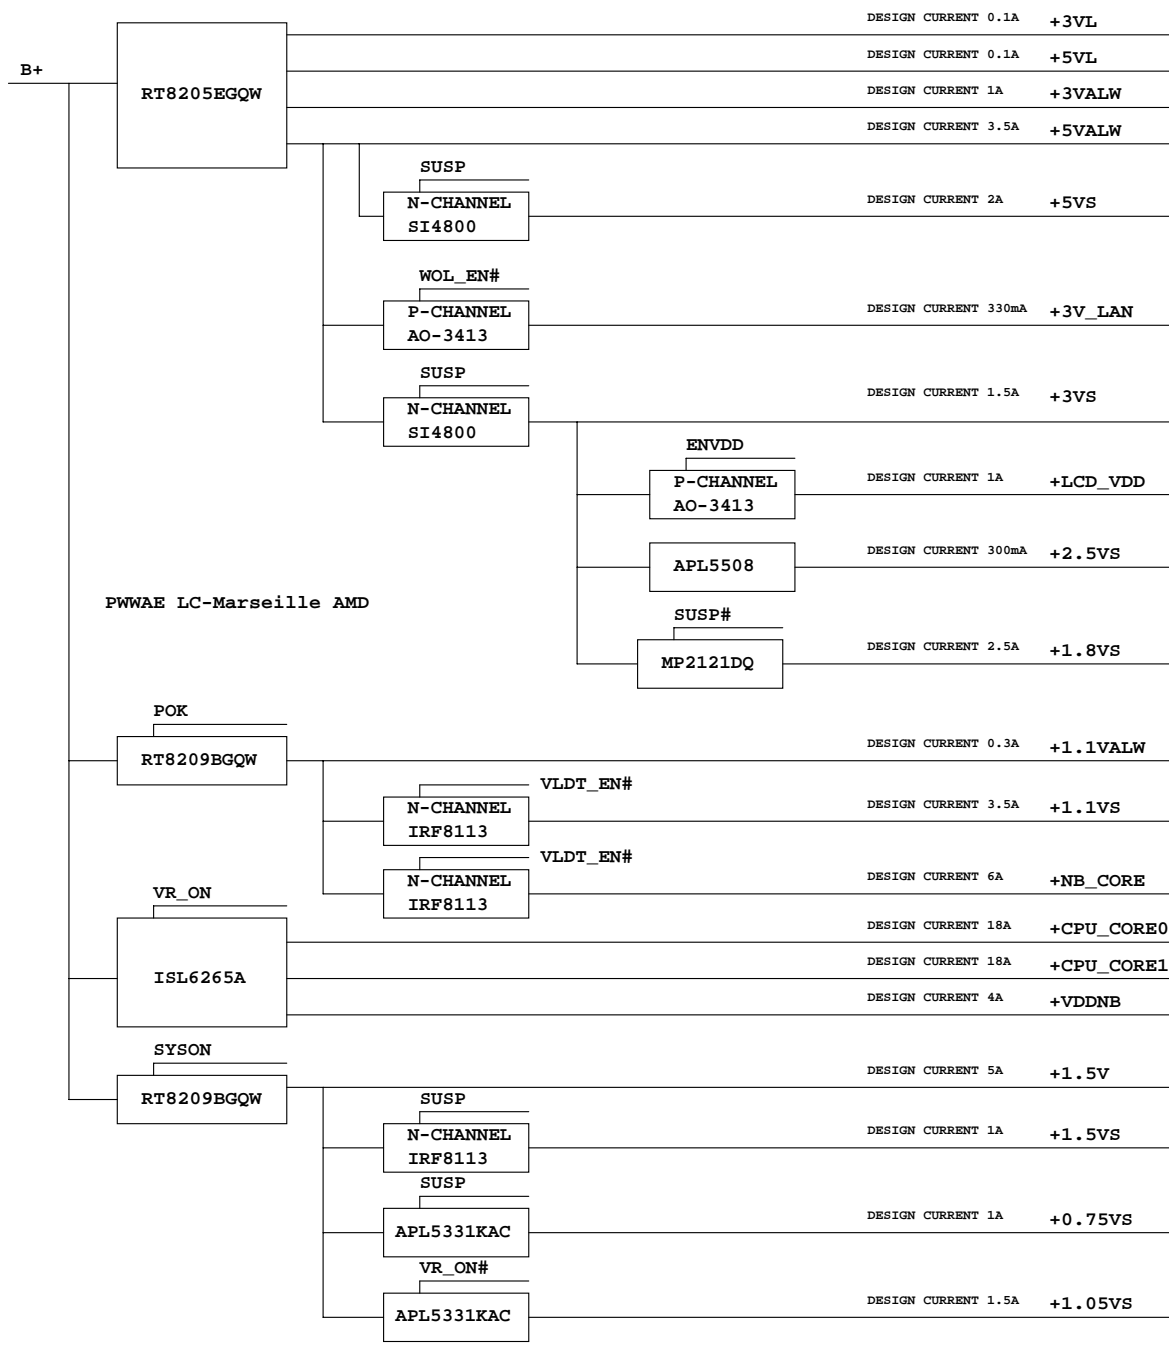 DESIGN CURRENT 0.1A +3VL
DESIGN CURRENT 0.1A +5VL
B+
RT8205EGQW
DESIGN CURRENT 1A +3VALW
DESIGN CURRENT 3.5A +5VALW
SUSP
N-CHANNEL
SI4800
DESIGN CURRENT 2A +5VS
WOL_EN#
P-CHANNEL
AO-3413
DESIGN CURRENT 330mA +3V_LAN
SUSP
N-CHANNEL
SI4800
DESIGN CURRENT 1.5A +3VS
ENVDD
P-CHANNEL
AO-3413
DESIGN CURRENT 1A +LCD_VDD
APL5508
DESIGN CURRENT 300mA +2.5VS
PWWAE LC-Marseille AMD
SUSP#
MP2121DQ
DESIGN CURRENT 2.5A +1.8VS
POK
RT8209BGQW
DESIGN CURRENT 0.3A +1.1VALW
VLDT_EN#
N-CHANNEL
IRF8113
DESIGN CURRENT 3.5A +1.1VS
VLDT_EN#
N-CHANNEL
IRF8113
DESIGN CURRENT 6A +NB_CORE
VR_ON
ISL6265A
DESIGN CURRENT 18A +CPU_CORE0
DESIGN CURRENT 18A +CPU_CORE1
DESIGN CURRENT 4A +VDDNB
SYSON
RT8209BGQW
DESIGN CURRENT 5A +1.5V
SUSP
N-CHANNEL
IRF8113
DESIGN CURRENT 1A +1.5VS
SUSP
APL5331KAC
DESIGN CURRENT 1A +0.75VS
VR_ON#
APL5331KAC
DESIGN CURRENT 1.5A +1.05VS